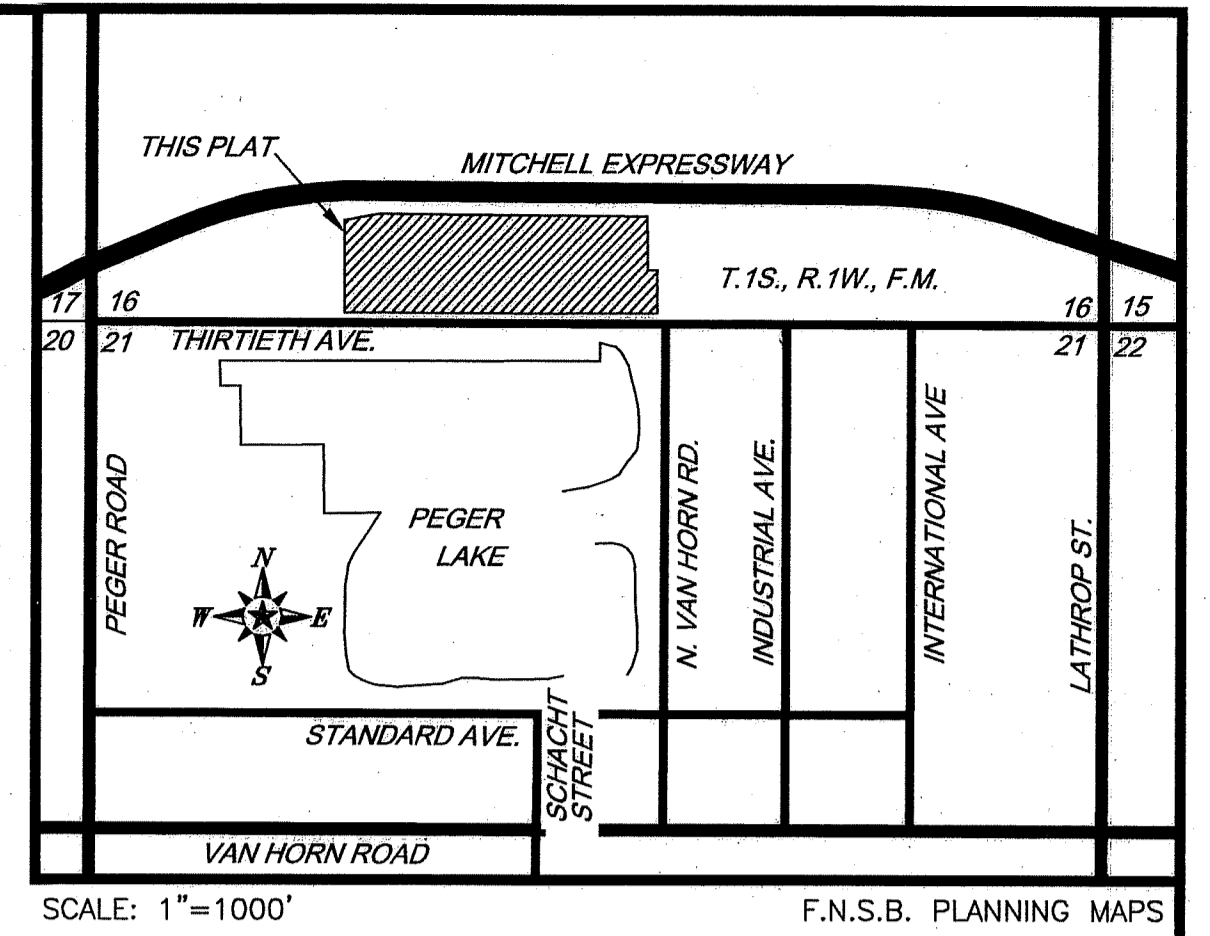 THIS PLAT
MITCHELL EXPRESSWAY
T.1S., R.1W., F.M.
17
16
16
15
20
21
THIRTIETH AVE.
21
22
PEGER ROAD
PEGER
LAKE
N
W
E
S
N. VAN HORN RD.
INDUSTRIAL AVE.
INTERNATIONAL AVE
LATHROP ST.
STANDARD AVE.
SCHACHT
STREET
VAN HORN ROAD
SCALE: 1"=1000'
F.N.S.B. PLANNING MAPS